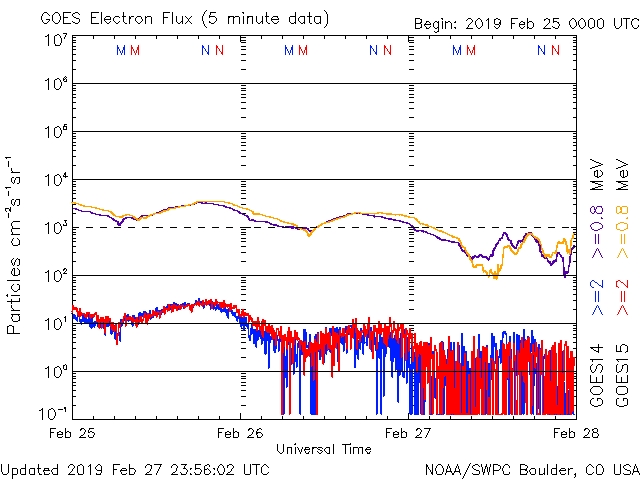 GOES Electron Flux (5 minute data)
Begin: 2019 Feb 25 0000 UTC
M M N N M M N N M M N N
10⁷
10⁶
10⁵
10⁴
10³
10²
10¹
10⁰
10⁻¹
Particles cm⁻²s⁻¹sr⁻¹
Feb 25 Feb 26 Feb 27 Feb 28
Universal Time
GOES14 >=2 >=0.8 MeV
GOES15 >=2 >=0.8 MeV
Updated 2019 Feb 27 23:56:02 UTC
NOAA/SWPC Boulder, CO USA